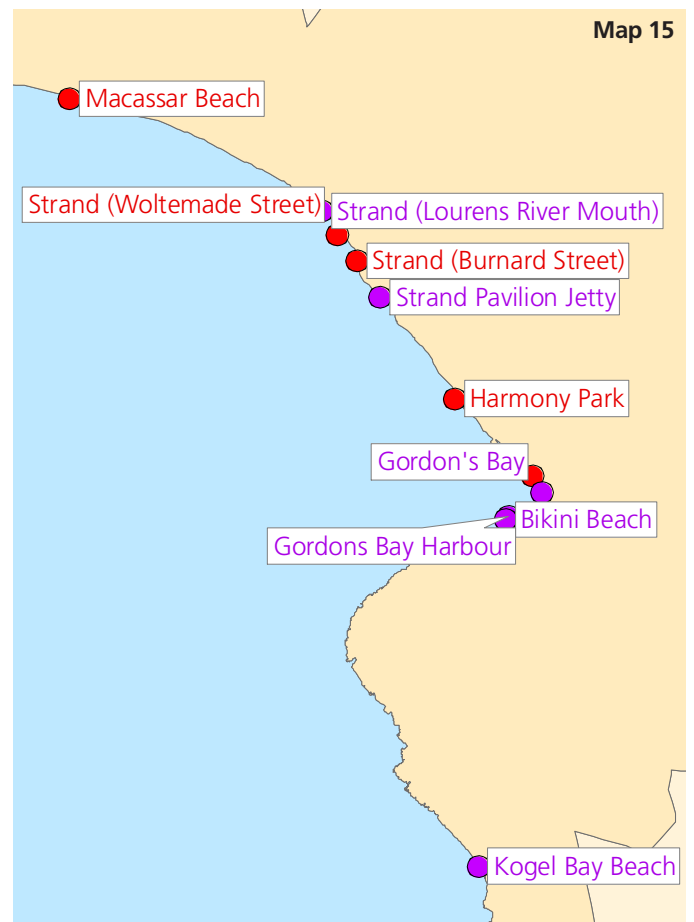 Map 15
Macassar Beach
Strand (Woltemade Street)
Strand (Lourens River Mouth)
Strand (Burnard Street)
Strand Pavilion Jetty
Harmony Park
Gordon's Bay
Bikini Beach
Gordons Bay Harbour
Kogel Bay Beach